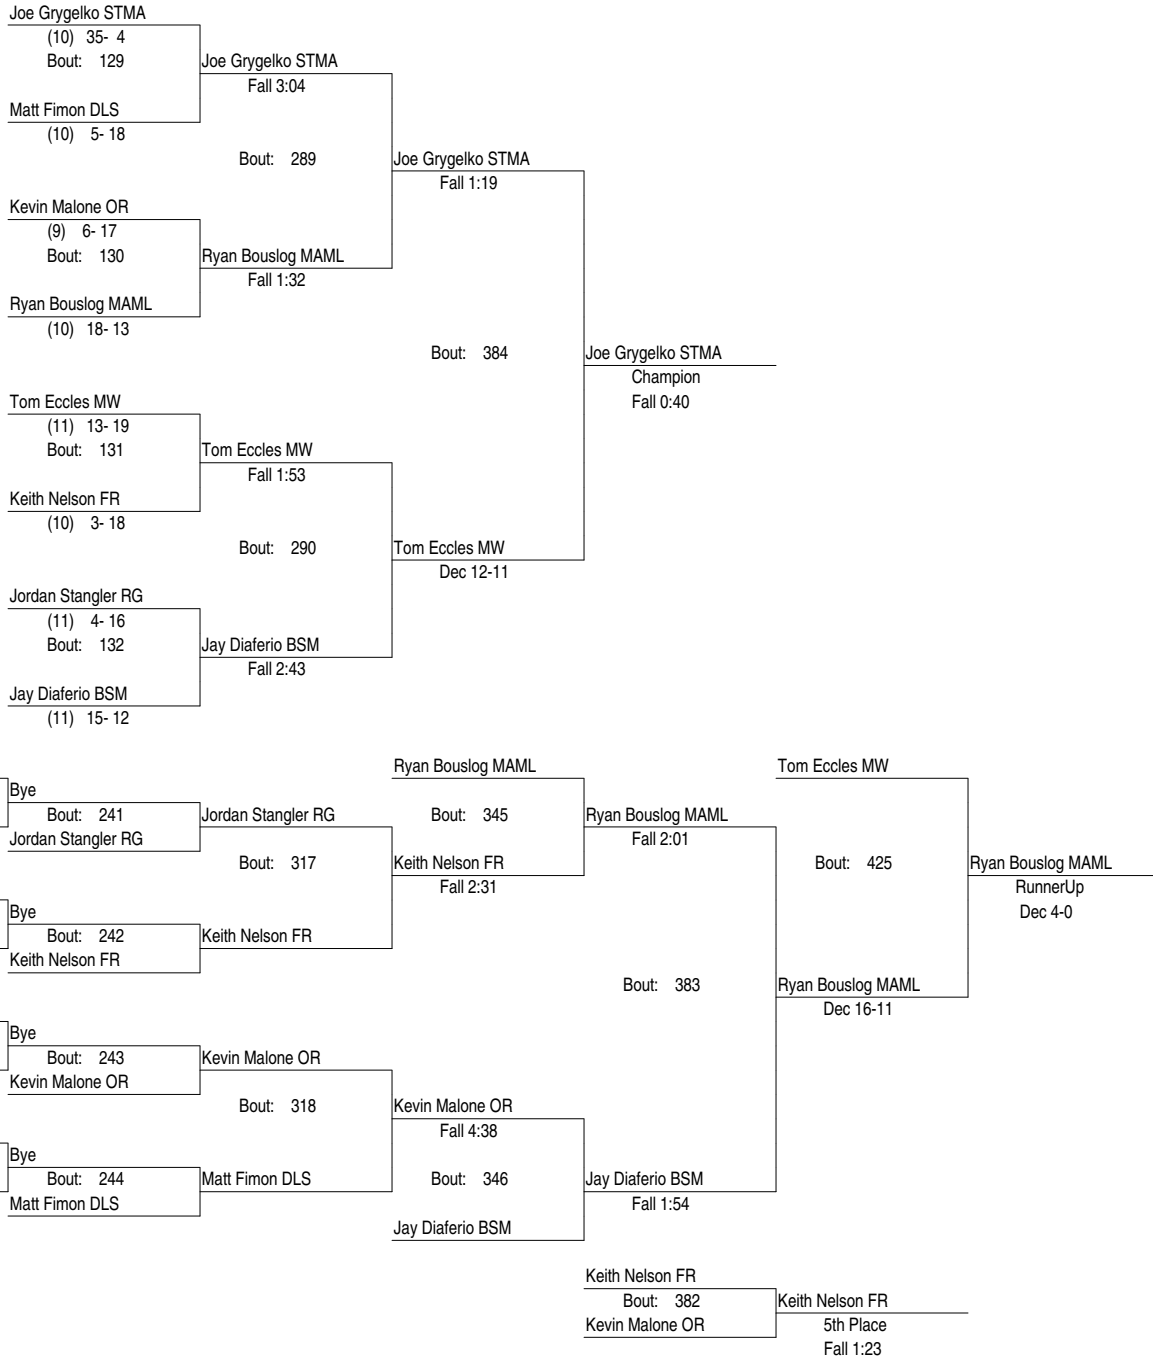 Joe Grygelko STMA
(10) 35- 4
Bout: 129
Joe Grygelko STMA
Fall 3:04
Matt Fimon DLS
(10) 5- 18
Bout: 289
Joe Grygelko STMA
Fall 1:19
Kevin Malone OR
(9) 6- 17
Bout: 130
Ryan Bouslog MAML
Fall 1:32
Ryan Bouslog MAML
(10) 18- 13
Bout: 384
Joe Grygelko STMA
Champion
Fall 0:40
Tom Eccles MW
(11) 13- 19
Bout: 131
Tom Eccles MW
Fall 1:53
Keith Nelson FR
(10) 3- 18
Bout: 290
Tom Eccles MW
Dec 12-11
Jordan Stangler RG
(11) 4- 16
Bout: 132
Jay Diaferio BSM
Fall 2:43
Jay Diaferio BSM
(11) 15- 12
Ryan Bouslog MAML
Tom Eccles MW
Bye
Bout: 241
Jordan Stangler RG
Jordan Stangler RG
Bout: 345
Ryan Bouslog MAML
Fall 2:01
Bout: 317
Keith Nelson FR
Fall 2:31
Bout: 425
Ryan Bouslog MAML
RunnerUp
Dec 4-0
Bye
Bout: 242
Keith Nelson FR
Keith Nelson FR
Bout: 383
Ryan Bouslog MAML
Dec 16-11
Bye
Bout: 243
Kevin Malone OR
Kevin Malone OR
Bout: 318
Kevin Malone OR
Fall 4:38
Bye
Bout: 244
Matt Fimon DLS
Matt Fimon DLS
Bout: 346
Jay Diaferio BSM
Fall 1:54
Jay Diaferio BSM
Keith Nelson FR
Bout: 382
Keith Nelson FR
Kevin Malone OR
5th Place
Fall 1:23